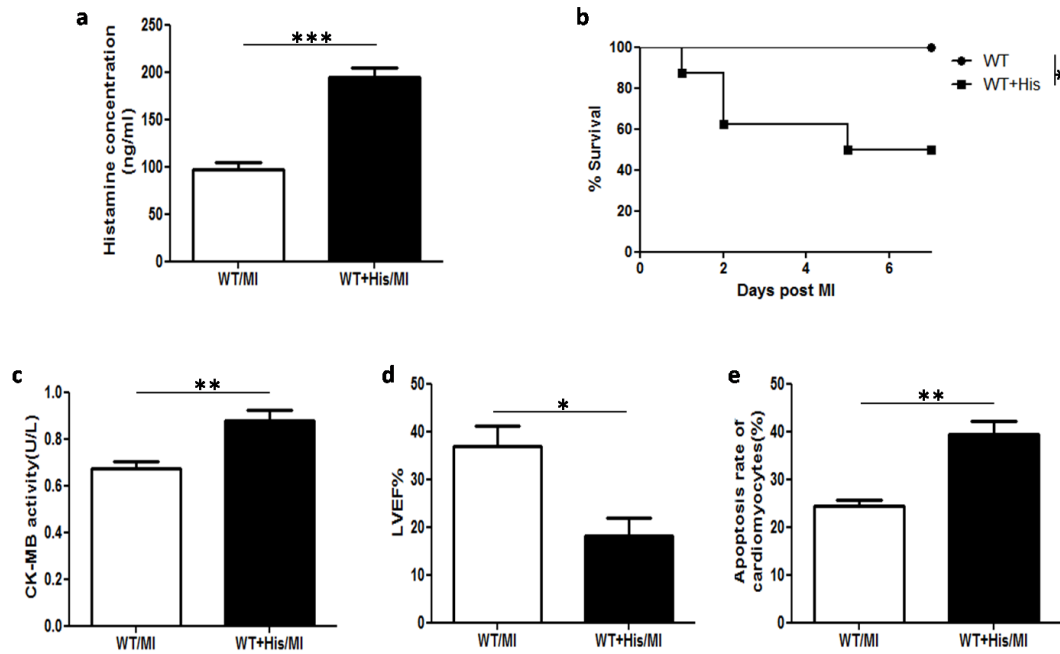 a
Histamine concentration
(ng/ml)
250
200
150
100
50
0
***
WT/MI
WT+His/MI
b
% Survival
100
80
60
40
20
0
0
2
4
6
Days post MI
WT
WT+His
*
c
CK-MB activity(U/L)
1.0
0.8
0.6
0.4
0.2
0.0
**
WT/MI
WT+His/MI
d
LVEF%
50
40
30
20
10
0
*
WT/MI
WT+His/MI
e
Apoptosis rate of
cardiomyocytes(%)
50
40
30
20
10
0
**
WT/MI
WT+His/MI